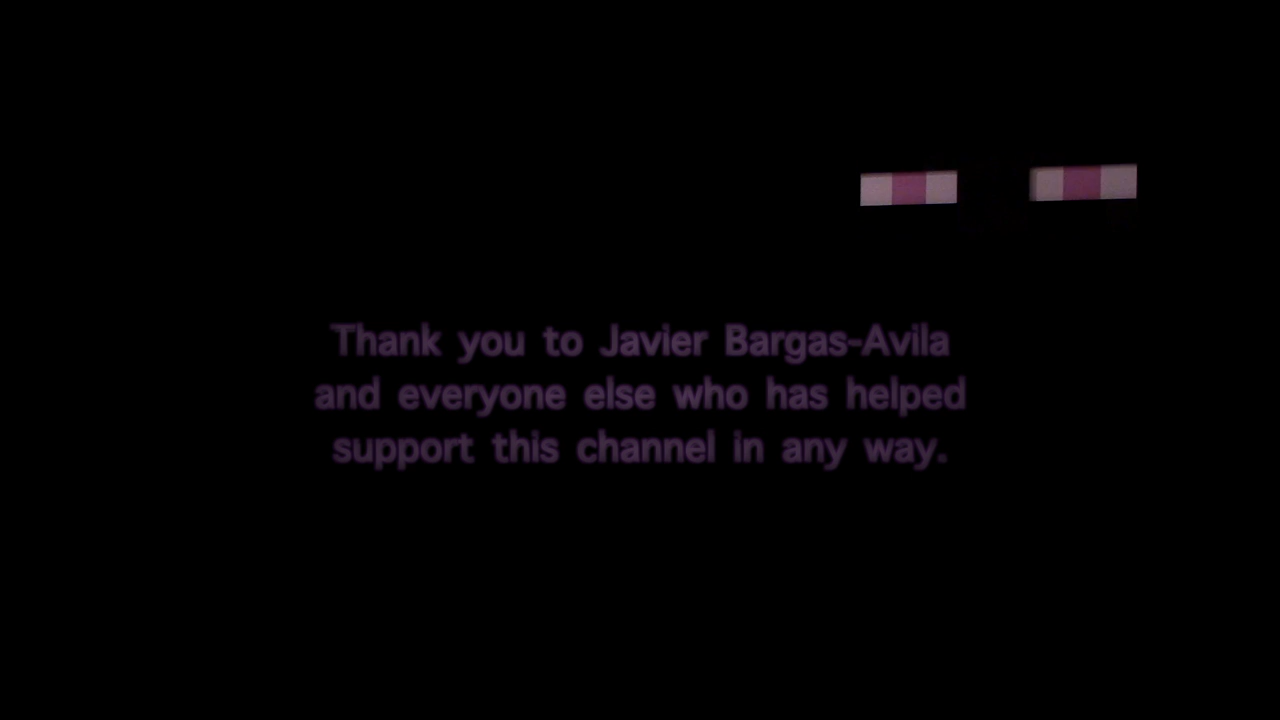 Thank you to Javier Bargas-Avila
and everyone else who has helped
support this channel in any way.